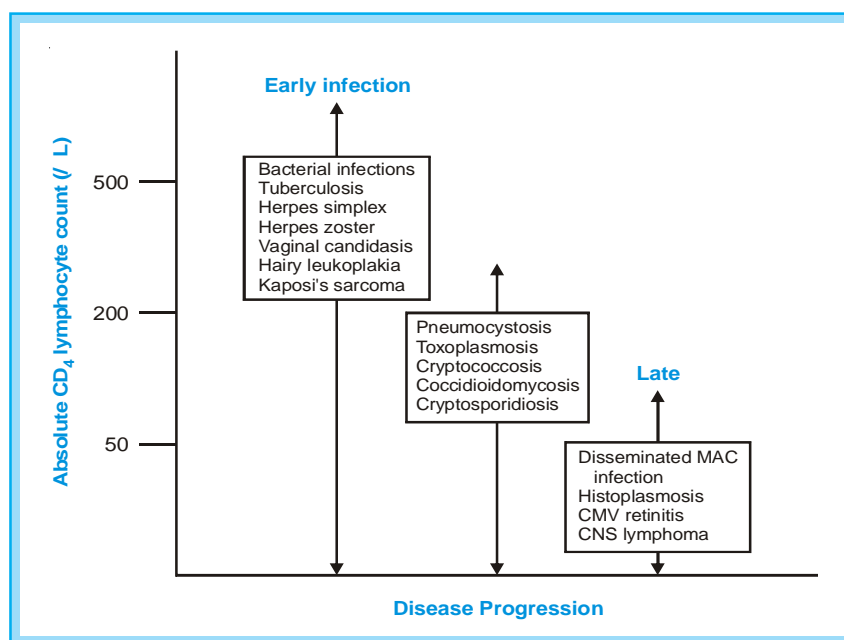 Early infection
Absolute CD4 lymphocyte count (/ L)
500
200
50
Bacterial infections
Tuberculosis
Herpes simplex
Herpes zoster
Vaginal candidasis
Hairy leukoplakia
Kaposi's sarcoma
Pneumocystosis
Toxoplasmosis
Cryptococcosis
Coccidioidomycosis
Cryptosporidiosis
Late
Disseminated MAC
infection
Histoplasmosis
CMV retinitis
CNS lymphoma
Disease Progression